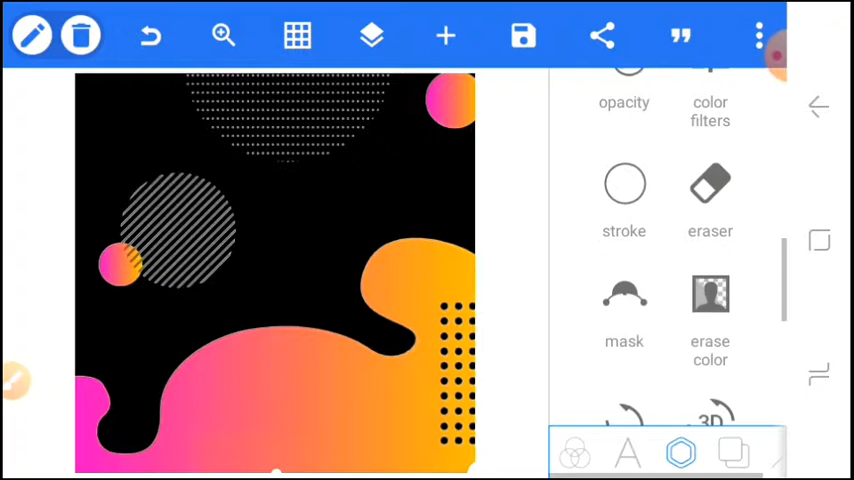 opacity
color
filters
stroke
eraser
mask
erase
color
3D
A